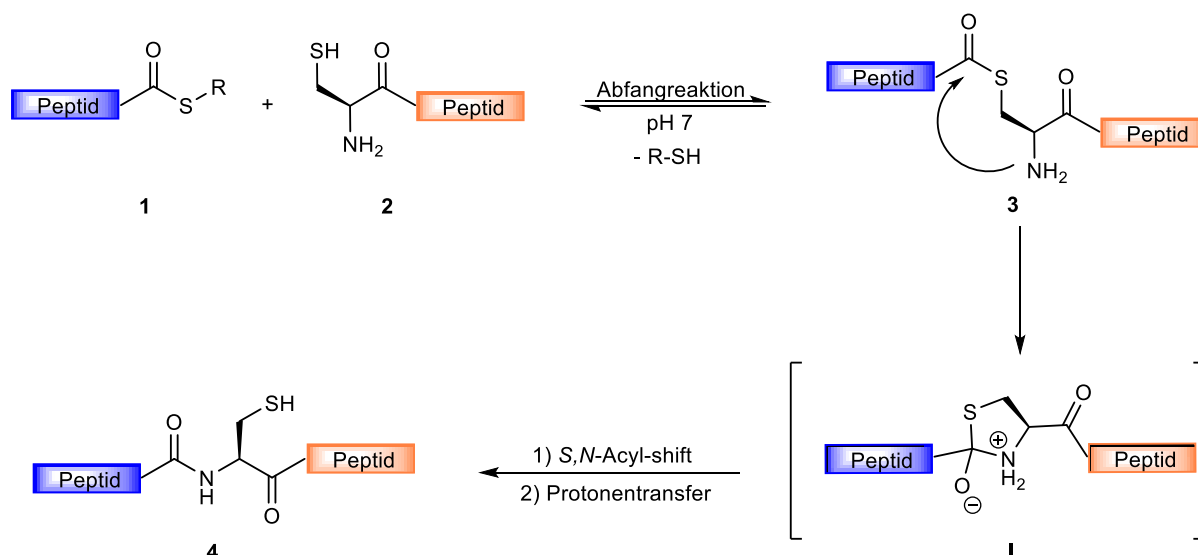 O
Peptid
S
R
1
+
SH
O
Peptid
NH2
2
Abfangreaktion
pH 7
- R-SH
O
Peptid
S
O
Peptid
NH2
3
S
O
Peptid
+
N
H2
O
−
Peptid
I
1) S,N-Acyl-shift
2) Protonentransfer
SH
O
Peptid
N
H
O
Peptid
4